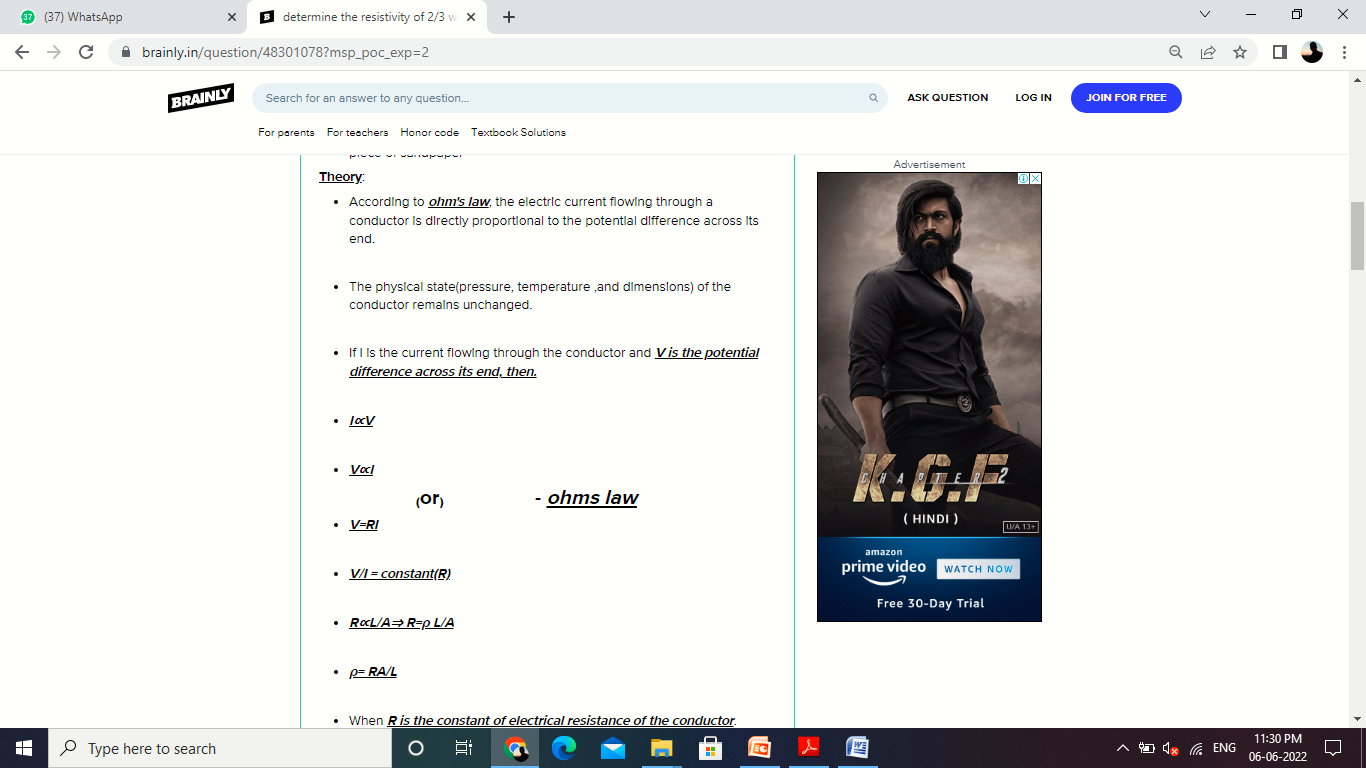 (37) WhatsApp
determine the resistivity of 2/3 w
brainly.in/question/48301078?msp_poc_exp=2
BRAINLY
Search for an answer to any question...
ASK QUESTION
LOG IN
JOIN FOR FREE
For parents
For teachers
Honor code
Textbook Solutions
piece of sandpaper
Theory:
• According to ohm's law, the electric current flowing through a
conductor is directly proportional to the potential difference across its
end.
• The physical state(pressure, temperature ,and dimensions) of the
conductor remains unchanged.
• If I is the current flowing through the conductor and V is the potential
difference across its end, then.
• I∝V
• V∝I
(or) - ohms law
• V=RI
• V/I = constant(R)
• R∝L/A⇒ R=ρ L/A
• ρ= RA/L
• When R is the constant of electrical resistance of the conductor.
Advertisement
K.G.F
CHAPTER 2
( HINDI )
U/A 13+
amazon
prime video
WATCH NOW
Free 30-Day Trial
Type here to search
ENG
11:30 PM
06-06-2022